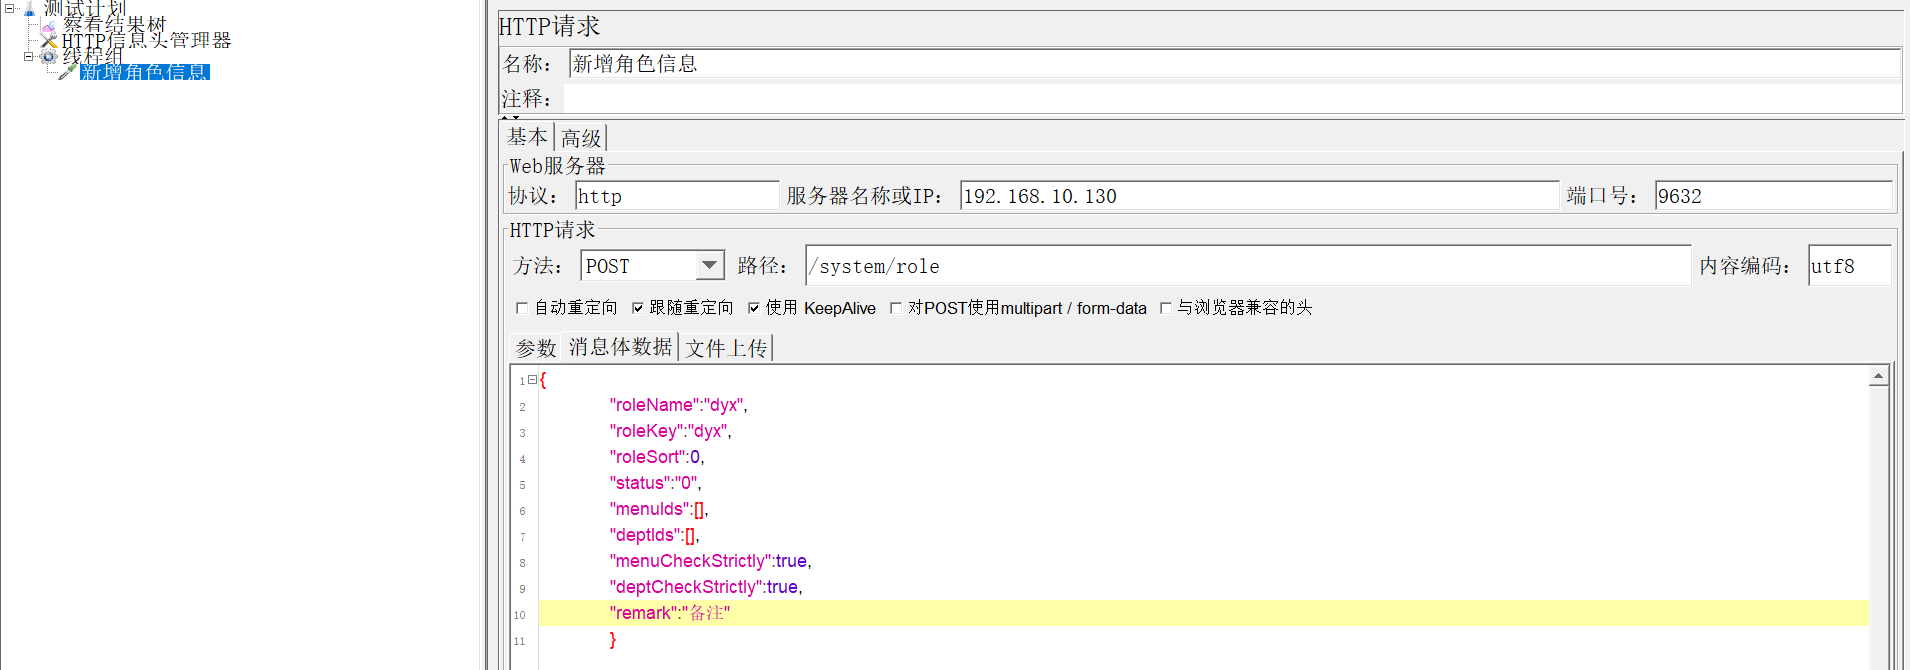 测试计划
察看结果树
HTTP信息头管理器
线程组
新增角色信息
HTTP请求
名称： 新增角色信息
注释：
基本 高级
Web服务器
协议： http 服务器名称或IP： 192.168.10.130 端口号： 9632
HTTP请求
方法： POST 路径： /system/role 内容编码： utf8
自动重定向 跟随重定向 使用 KeepAlive 对POST使用multipart / form-data 与浏览器兼容的头
参数 消息体数据 文件上传
1 {
2 "roleName":"dyx",
3 "roleKey":"dyx",
4 "roleSort":0,
5 "status":"0",
6 "menuIds":[],
7 "deptIds":[],
8 "menuCheckStrictly":true,
9 "deptCheckStrictly":true,
10 "remark":"备注"
11 }